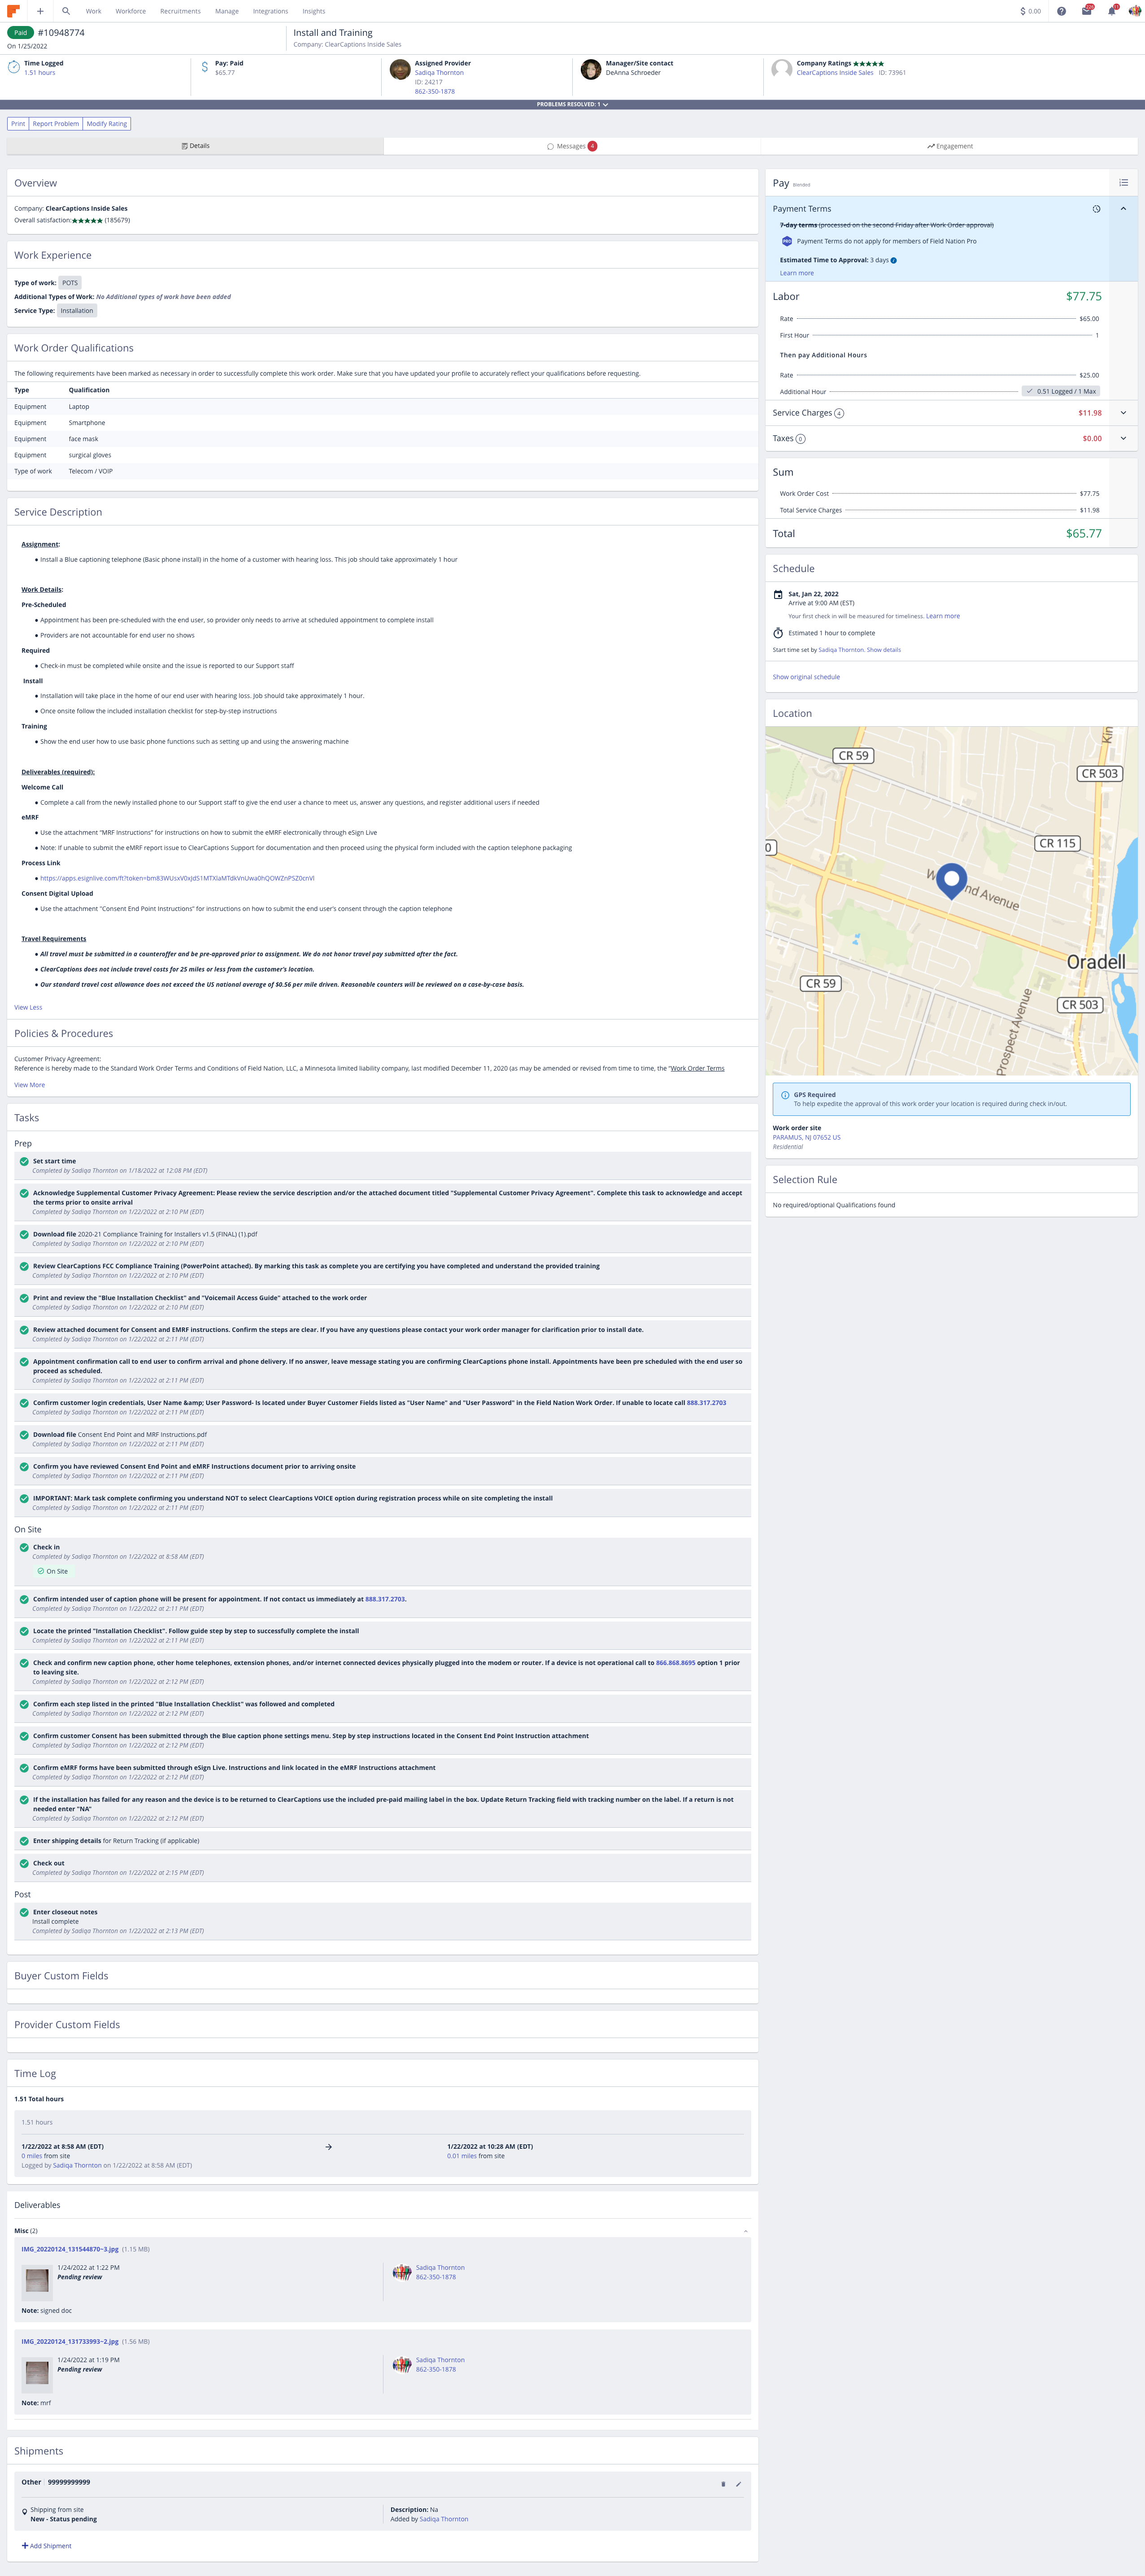 Work
Workforce
Recruitments
Manage
Integrations
Insights
$ 0.00
Paid #10948774
On 1/25/2022
Install and Training
Company: ClearCaptions Inside Sales
Time Logged
1.51 hours
Pay: Paid
$65.77
Assigned Provider
Sadiqa Thornton
ID: 24217
862-350-1878
Manager/Site contact
DeAnna Schroeder
Company Ratings
ClearCaptions Inside Sales ID: 73961
PROBLEMS RESOLVED: 1
Print
Report Problem
Modify Rating
Details
Messages 4
Engagement
Overview
Company: ClearCaptions Inside Sales
Overall satisfaction: (185679)
Work Experience
Type of work: POTS
Additional Types of Work: No Additional types of work have been added
Service Type: Installation
Work Order Qualifications
The following requirements have been marked as necessary in order to successfully complete this work order. Make sure that you have updated your profile to accurately reflect your qualifications before requesting.
Type Qualification
Equipment Laptop
Equipment Smartphone
Equipment face mask
Equipment surgical gloves
Type of work Telecom / VOIP
Service Description
Assignment:
● Install a Blue captioning telephone (Basic phone install) in the home of a customer with hearing loss. This job should take approximately 1 hour
Work Details:
Pre-Scheduled
● Appointment has been pre-scheduled with the end user, so provider only needs to arrive at scheduled appointment to complete install
● Providers are not accountable for end user no shows
Required
● Check-in must be completed while onsite and the issue is reported to our Support staff
Install
● Installation will take place in the home of our end user with hearing loss. Job should take approximately 1 hour.
● Once onsite follow the included installation checklist for step-by-step instructions
Training
● Show the end user how to use basic phone functions such as setting up and using the answering machine
Deliverables (required):
Welcome Call
● Complete a call from the newly installed phone to our Support staff to give the end user a chance to meet us, answer any questions, and register additional users if needed
eMRF
● Use the attachment "MRF Instructions" for instructions on how to submit the eMRF electronically through eSign Live
● Note: If unable to submit the eMRF report issue to ClearCaptions Support for documentation and then proceed using the physical form included with the caption telephone packaging
Process Link
Consent Digital Upload
● Use the attachment "Consent End Point Instructions" for instructions on how to submit the end user's consent through the caption telephone
Travel Requirements
● All travel must be submitted in a counteroffer and be pre-approved prior to assignment. We do not honor travel pay submitted after the fact.
● ClearCaptions does not include travel costs for 25 miles or less from the customer's location.
● Our standard travel cost allowance does not exceed the US national average of $0.56 per mile driven. Reasonable counters will be reviewed on a case-by-case basis.
View Less
Policies & Procedures
Customer Privacy Agreement:
Reference is hereby made to the Standard Work Order Terms and Conditions of Field Nation, LLC, a Minnesota limited liability company, last modified December 11, 2020 (as may be amended or revised from time to time, the "Work Order Terms
View More
Tasks
Prep
Set start time
Completed by Sadiqa Thornton on 1/18/2022 at 12:08 PM (EDT)
Acknowledge Supplemental Customer Privacy Agreement: Please review the service description and/or the attached document titled "Supplemental Customer Privacy Agreement". Complete this task to acknowledge and accept
the terms prior to onsite arrival
Completed by Sadiqa Thornton on 1/22/2022 at 2:10 PM (EDT)
Download file 2020-21 Compliance Training for Installers v1.5 (FINAL) (1).pdf
Completed by Sadiqa Thornton on 1/22/2022 at 2:10 PM (EDT)
Review ClearCaptions FCC Compliance Training (PowerPoint attached). By marking this task as complete you are certifying you have completed and understand the provided training
Completed by Sadiqa Thornton on 1/22/2022 at 2:10 PM (EDT)
Print and review the "Blue Installation Checklist" and "Voicemail Access Guide" attached to the work order
Completed by Sadiqa Thornton on 1/22/2022 at 2:10 PM (EDT)
Review attached document for Consent and EMRF instructions. Confirm the steps are clear. If you have any questions please contact your work order manager for clarification prior to install date.
Completed by Sadiqa Thornton on 1/22/2022 at 2:11 PM (EDT)
Appointment confirmation call to end user to confirm arrival and phone delivery. If no answer, leave message stating you are confirming ClearCaptions phone install. Appointments have been pre scheduled with the end user so
proceed as scheduled.
Completed by Sadiqa Thornton on 1/22/2022 at 2:11 PM (EDT)
Confirm customer login credentials, User Name &amp; User Password- is located under Buyer Customer Fields listed as "User Name" and "User Password" in the Field Nation Work Order. If unable to locate call 888.317.2703
Completed by Sadiqa Thornton on 1/22/2022 at 2:11 PM (EDT)
Download file Consent End Point and MRF Instructions.pdf
Completed by Sadiqa Thornton on 1/22/2022 at 2:11 PM (EDT)
Confirm you have reviewed Consent End Point and eMRF Instructions document prior to arriving onsite
Completed by Sadiqa Thornton on 1/22/2022 at 2:11 PM (EDT)
IMPORTANT: Mark task complete confirming you understand NOT to select ClearCaptions VOICE option during registration process while on site completing the install
Completed by Sadiqa Thornton on 1/22/2022 at 2:11 PM (EDT)
On Site
Check in
Completed by Sadiqa Thornton on 1/22/2022 at 8:58 AM (EDT)
On Site
Confirm intended user of caption phone will be present for appointment. If not contact us immediately at 888.317.2703.
Completed by Sadiqa Thornton on 1/22/2022 at 2:11 PM (EDT)
Locate the printed "Installation Checklist". Follow guide step by step to successfully complete the install
Completed by Sadiqa Thornton on 1/22/2022 at 2:11 PM (EDT)
Check and confirm new caption phone, other home telephones, extension phones, and/or internet connected devices physically plugged into the modem or router. If a device is not operational call to 866.868.8695 option 1 prior
to leaving site.
Completed by Sadiqa Thornton on 1/22/2022 at 2:12 PM (EDT)
Confirm each step listed in the printed "Blue Installation Checklist" was followed and completed
Completed by Sadiqa Thornton on 1/22/2022 at 2:12 PM (EDT)
Confirm customer Consent has been submitted through the Blue caption phone settings menu. Step by step instructions located in the Consent End Point Instruction attachment
Completed by Sadiqa Thornton on 1/22/2022 at 2:12 PM (EDT)
Confirm eMRF forms have been submitted through eSign Live. Instructions and link located in the eMRF Instructions attachment
Completed by Sadiqa Thornton on 1/22/2022 at 2:12 PM (EDT)
If the installation has failed for any reason and the device is to be returned to ClearCaptions use the included pre-paid mailing label in the box. Update Return Tracking field with tracking number on the label. If a return is not
needed enter "NA"
Completed by Sadiqa Thornton on 1/22/2022 at 2:12 PM (EDT)
Enter shipping details for Return Tracking (if applicable)
Check out
Completed by Sadiqa Thornton on 1/22/2022 at 2:15 PM (EDT)
Post
Enter closeout notes
Install complete
Completed by Sadiqa Thornton on 1/22/2022 at 2:13 PM (EDT)
Buyer Custom Fields
Provider Custom Fields
Time Log
1.51 Total hours
1.51 hours
1/22/2022 at 8:58 AM (EDT)
0 miles from site
Logged by Sadiqa Thornton on 1/22/2022 at 8:58 AM (EDT)
1/22/2022 at 10:28 AM (EDT)
0.01 miles from site
Deliverables
Misc (2)
IMG_20220124_131544870~3.jpg (1.15 MB)
1/24/2022 at 1:22 PM
Pending review
Sadiqa Thornton
862-350-1878
Note: signed doc
IMG_20220124_131733993~2.jpg (1.56 MB)
1/24/2022 at 1:19 PM
Pending review
Sadiqa Thornton
862-350-1878
Note: mrf
Shipments
Other 99999999999
Shipping from site
New - Status pending
Description: Na
Added by Sadiqa Thornton
Add Shipment
Pay Blended
Payment Terms
7-day terms (processed on the second Friday after Work Order approval)
PRO Payment Terms do not apply for members of Field Nation Pro
Estimated Time to Approval: 3 days
Learn more
Labor $77.75
Rate $65.00
First Hour 1
Then pay Additional Hours
Rate $25.00
Additional Hour 0.51 Logged / 1 Max
Service Charges 4 $11.98
Taxes 0 $0.00
Sum
Work Order Cost $77.75
Total Service Charges $11.98
Total $65.77
Schedule
Sat, Jan 22, 2022
Arrive at 9:00 AM (EST)
Your first check in will be measured for timeliness. Learn more
Estimated 1 hour to complete
Start time set by Sadiqa Thornton. Show details
Show original schedule
Location
CR 59
CR 503
CR 115
Oradell
CR 59
CR 503
Prospect Avenue
GPS Required
To help expedite the approval of this work order your location is required during check in/out.
Work order site
PARAMUS, NJ 07652 US
Residential
Selection Rule
No required/optional Qualifications found